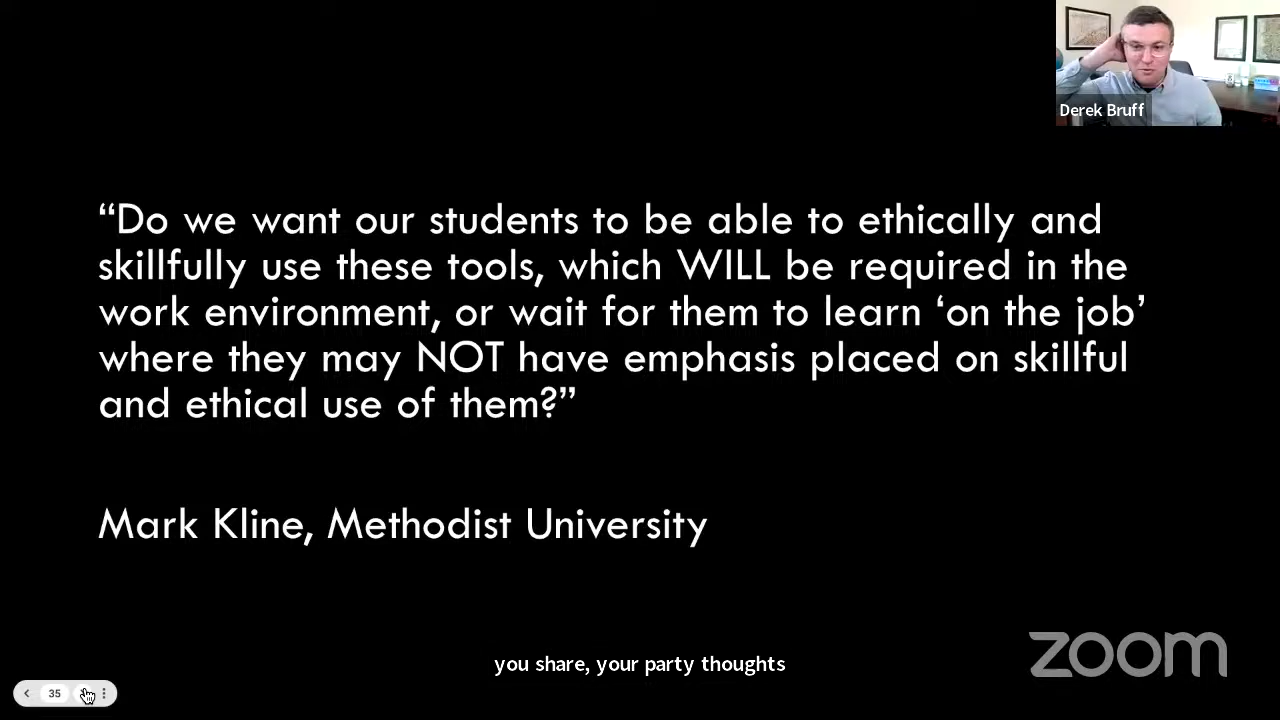 Derek Bruff
“Do we want our students to be able to ethically and
skillfully use these tools, which WILL be required in the
work environment, or wait for them to learn ‘on the job’
where they may NOT have emphasis placed on skillful
and ethical use of them?”
Mark Kline, Methodist University
you share, your party thoughts
zoom
35